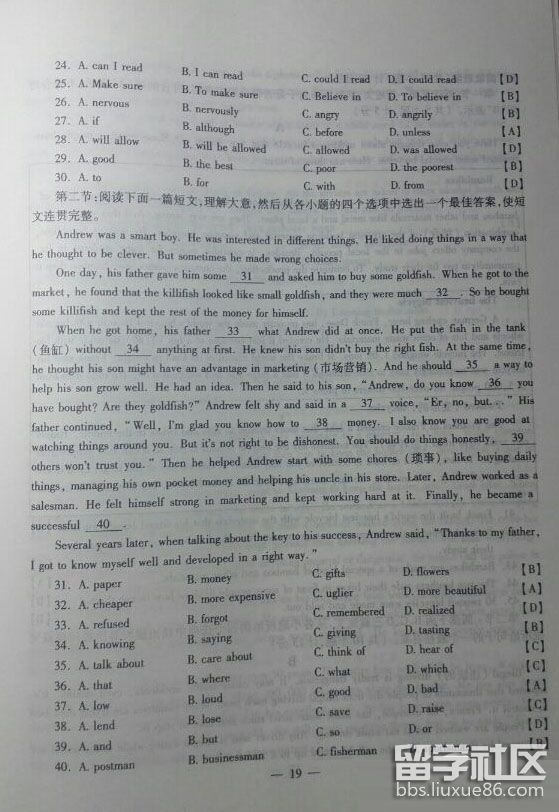 24. A. can I read B. I can read C. could I read D. I could read 【D】
25. A. Make sure B. To make sure C. Believe in D. To believe in 【B】
26. A. nervous B. nervously C. angry D. angrily 【B】
27. A. if B. although C. before D. unless 【A】
28. A. will allow B. will be allowed C. allowed D. was allowed 【D】
29. A. good B. the best C. poor D. the poorest 【B】
30. A. to B. for C. with D. from 【D】
第二节:阅读下面一篇短文,理解大意,然后从各小题的四个选项中选出一个最佳答案,使短
文连贯完整。
Andrew was a smart boy. He was interested in different things. He liked doing things in a way that
he thought to be clever. But sometimes he made wrong choices.
One day, his father gave him some 31 and asked him to buy some goldfish. When he got to the
market, he found that the killifish looked like small goldfish, and they were much 32 . So he bought
some killifish and kept the rest of the money for himself.
When he got home, his father 33 what Andrew did at once. He put the fish in the tank
(鱼缸) without 34 anything at first. He knew his son didn't buy the right fish. At the same time,
he thought his son might have an advantage in marketing (市场营销). And he should 35 a way to
help his son grow well. He had an idea. Then he said to his son, "Andrew, do you know 36 you
have bought? Are they goldfish?" Andrew felt shy and said in a 37 voice, "Er, no, but..." His
father continued, "Well, I'm glad you know how to 38 money. I also know you are good at
watching things around you. But it's not right to be dishonest. You should do things honestly, 39
others won't trust you." Then he helped Andrew start with some chores (琐事), like buying daily
things, managing his own pocket money and helping his uncle in his store. Later, Andrew worked as a
salesman. He felt himself strong in marketing and kept working hard at it. Finally, he became a
successful 40 .
Several years later, when talking about the key to his success, Andrew said, "Thanks to my father,
I got to know myself well and developed in a right way."
31. A. paper B. money C. gifts D. flowers 【B】
32. A. cheaper B. more expensive C. uglier D. more beautiful 【A】
33. A. refused B. forgot C. remembered D. realized 【D】
34. A. knowing B. saying C. giving D. tasting 【B】
35. A. talk about B. care about C. think of D. hear of 【C】
36. A. that B. where C. what D. which 【C】
37. A. low B. loud C. good D. bad 【A】
38. A. lend B. lose C. save D. raise 【C】
39. A. and B. but C. so D. or
40. A. postman B. businessman C. fisherman
— 19 —
留学社区
bbs.liuxue86.com